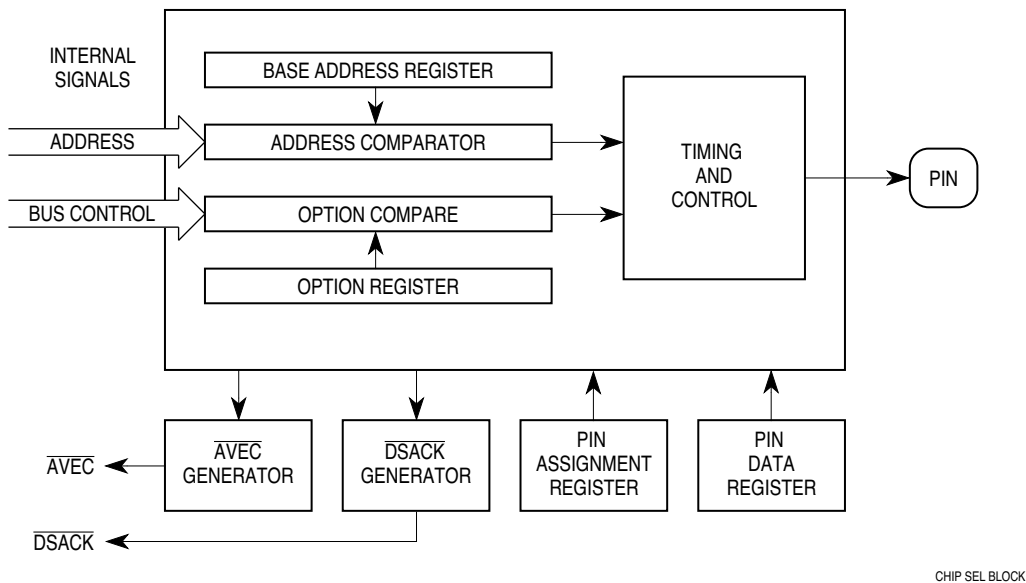 INTERNAL
SIGNALS
BASE ADDRESS REGISTER
ADDRESS
ADDRESS COMPARATOR
TIMING
AND
CONTROL
PIN
BUS CONTROL
OPTION COMPARE
OPTION REGISTER
AVEC
GENERATOR
DSACK
GENERATOR
PIN
ASSIGNMENT
REGISTER
PIN
DATA
REGISTER
AVEC
DSACK
CHIP SEL BLOCK